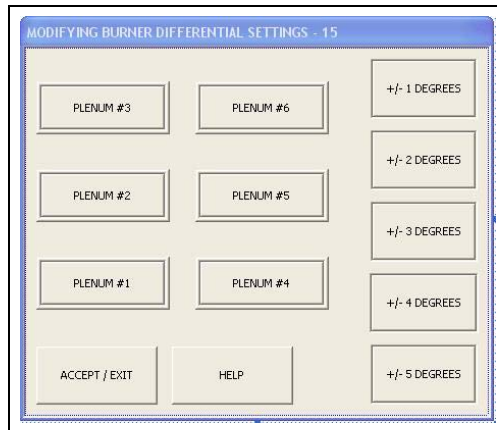 MODIFYING BURNER DIFFERENTIAL SETTINGS - 15
PLENUM #3
PLENUM #6
+/- 1 DEGREES
+/- 2 DEGREES
PLENUM #2
PLENUM #5
+/- 3 DEGREES
PLENUM #1
PLENUM #4
+/- 4 DEGREES
ACCEPT / EXIT
HELP
+/- 5 DEGREES